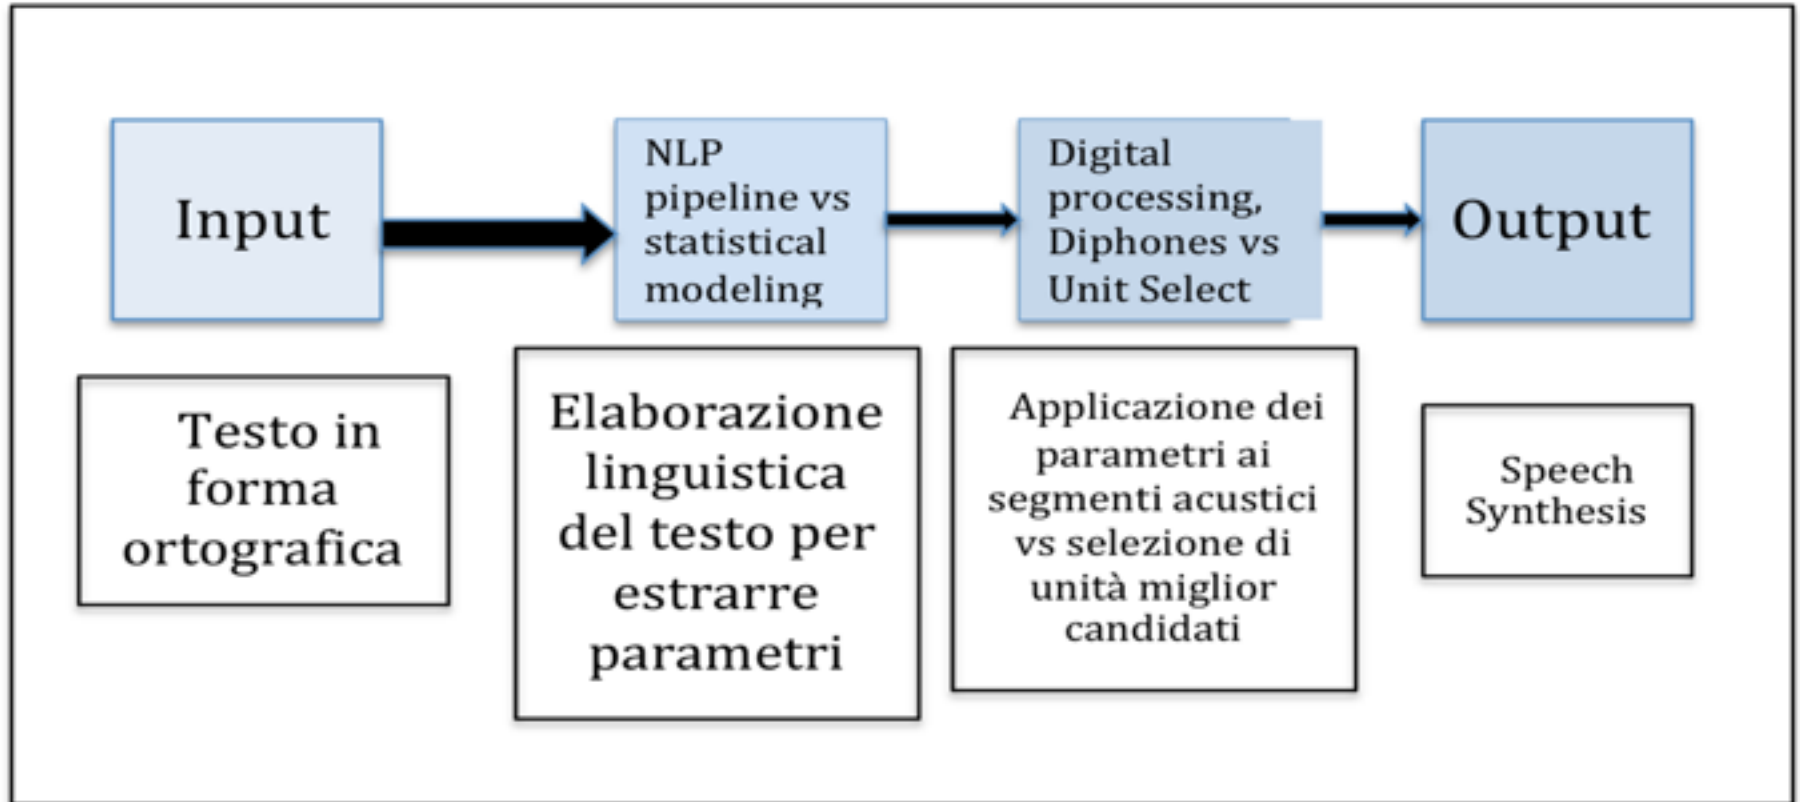 Input
NLP
pipeline vs
statistical
modeling
Digital
processing,
Diphones vs
Unit Select
Output
Testo in
forma
ortografica
Elaborazione
linguistica
del testo per
estrarre
parametri
Applicazione dei
parametri ai
segmenti acustici
vs selezione di
unità miglior
candidati
Speech
Synthesis